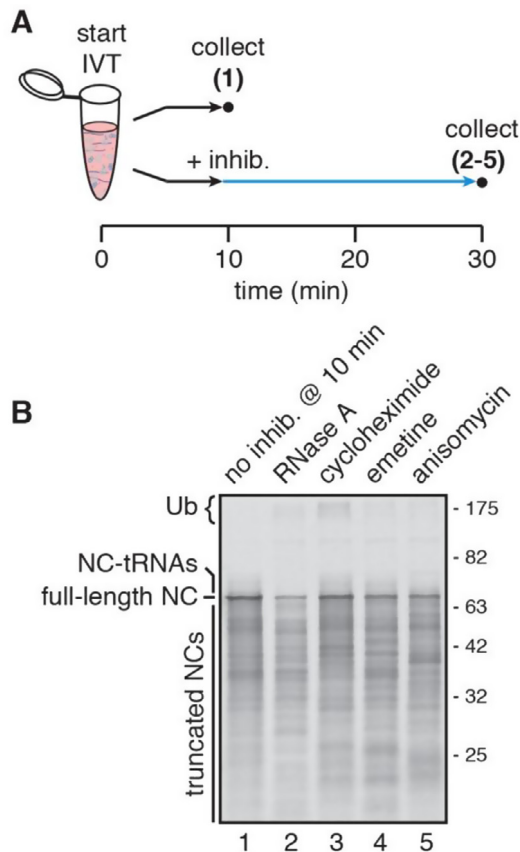 A
start
IVT
collect
(1)
+ inhib.
collect
(2-5)
0 10 20 30
time (min)
B
no inhib. @ 10 min
RNase A
cycloheximide
emetine
anisomycin
Ub
NC-tRNAs
full-length NC
truncated NCs
- 175
- 82
- 63
- 42
- 32
- 25
1 2 3 4 5